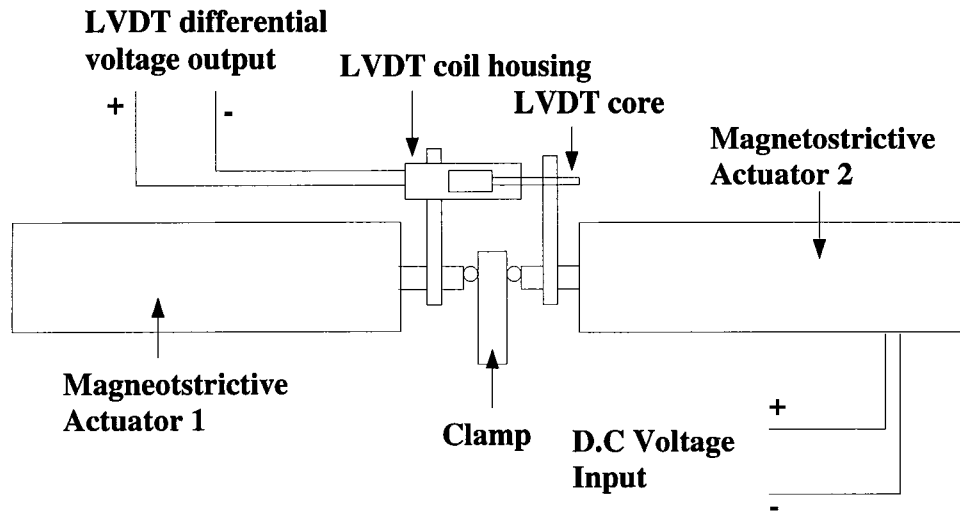 LVDT differential
voltage output
+
-
LVDT coil housing
LVDT core
Magnetostrictive
Actuator 2
Magneotstrictive
Actuator 1
Clamp
D.C Voltage
Input
+
-